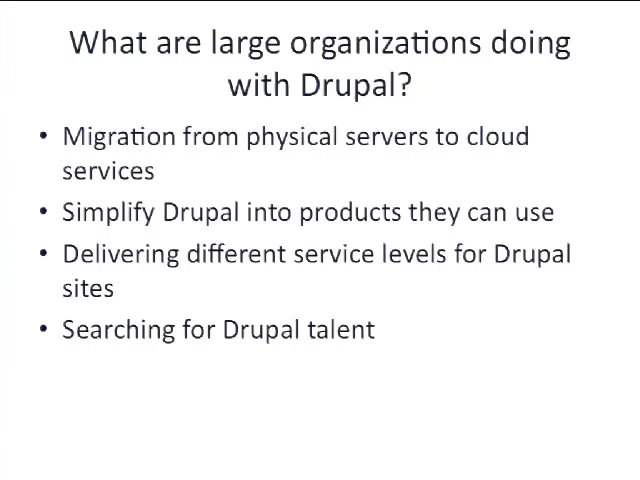 What are large organizations doing
with Drupal?
• Migration from physical servers to cloud
services
• Simplify Drupal into products they can use
• Delivering different service levels for Drupal
sites
• Searching for Drupal talent